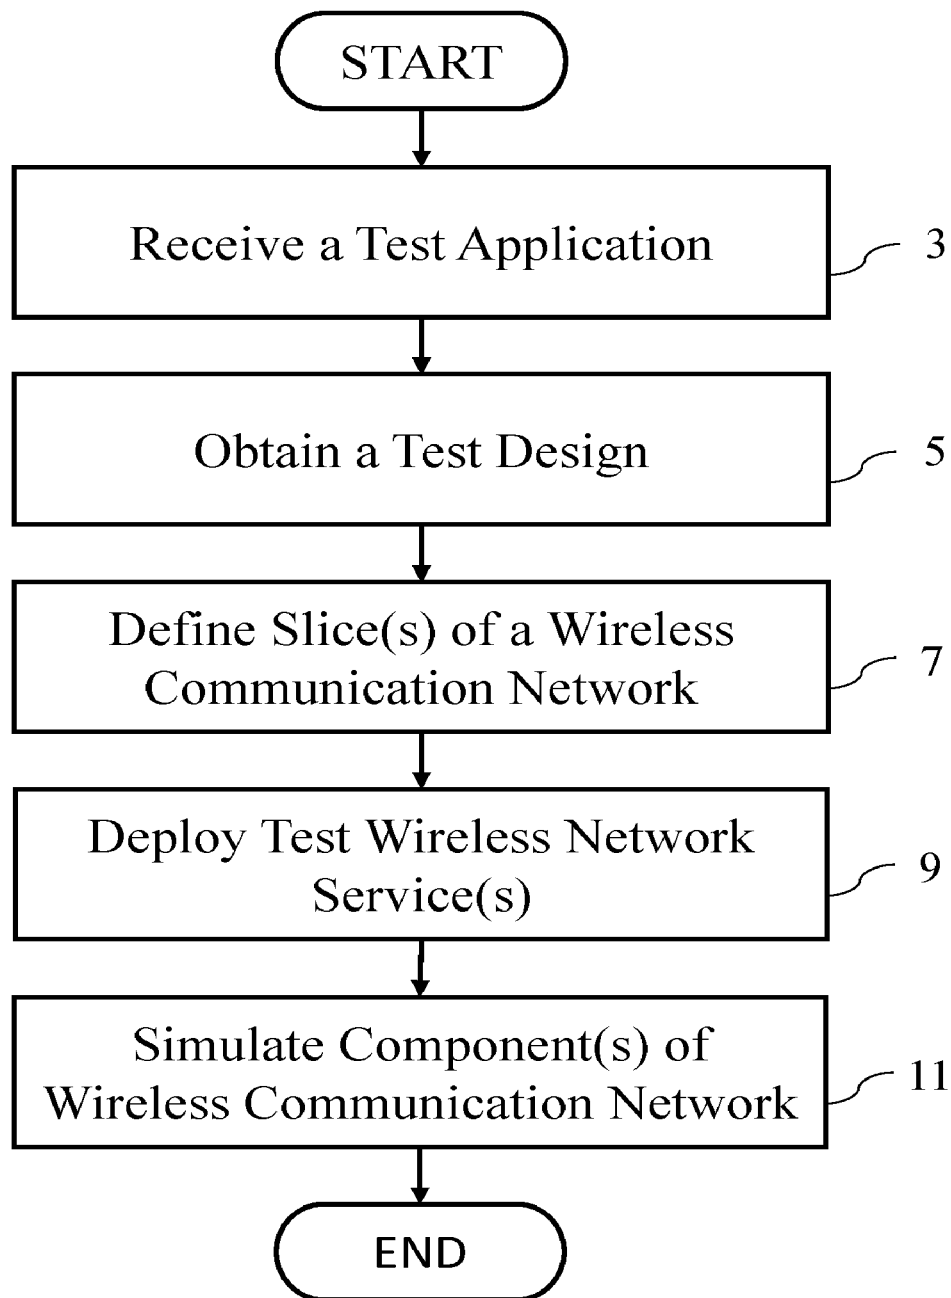 START
Receive a Test Application
3
Obtain a Test Design
5
Define Slice(s) of a Wireless
Communication Network
7
Deploy Test Wireless Network
Service(s)
9
Simulate Component(s) of
Wireless Communication Network
11
END